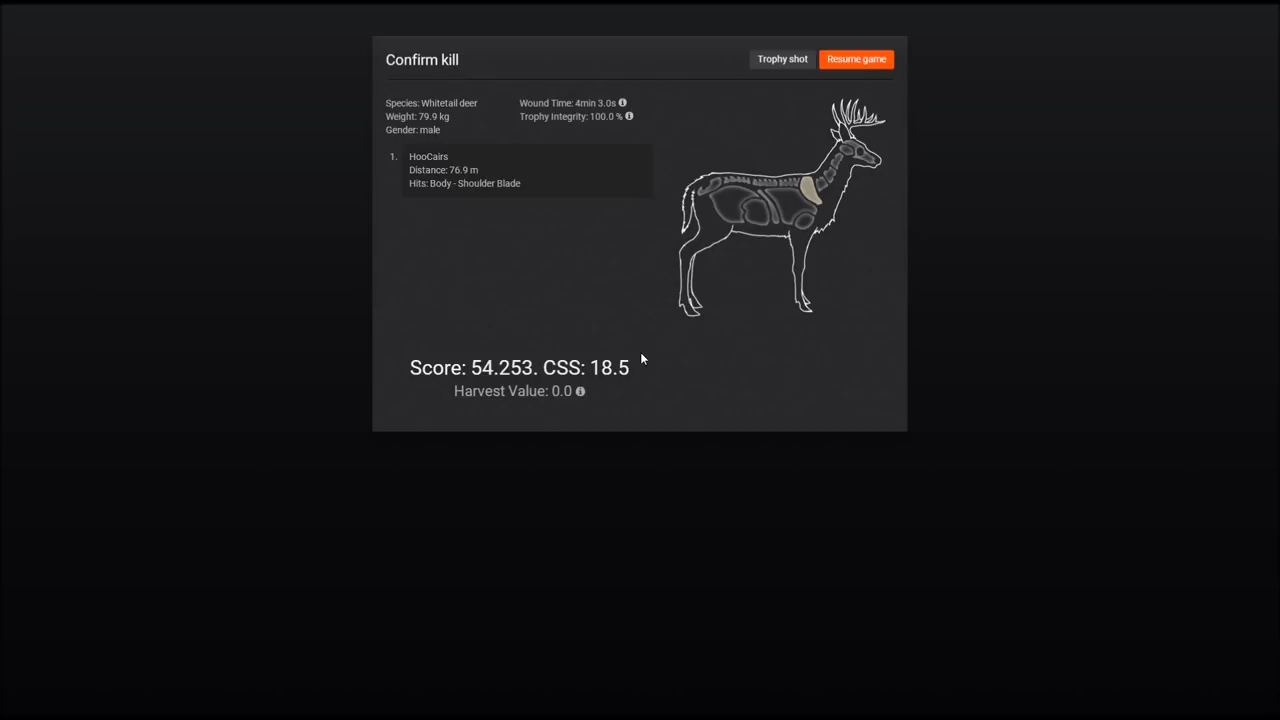 Confirm kill
Trophy shot
Resume game
Species: Whitetail deer
Weight: 79.9 kg
Gender: male
Wound Time: 4min 3.0s
Trophy Integrity: 100.0 %
1.
HooCairs
Distance: 76.9 m
Hits: Body - Shoulder Blade
Score: 54.253. CSS: 18.5
Harvest Value: 0.0